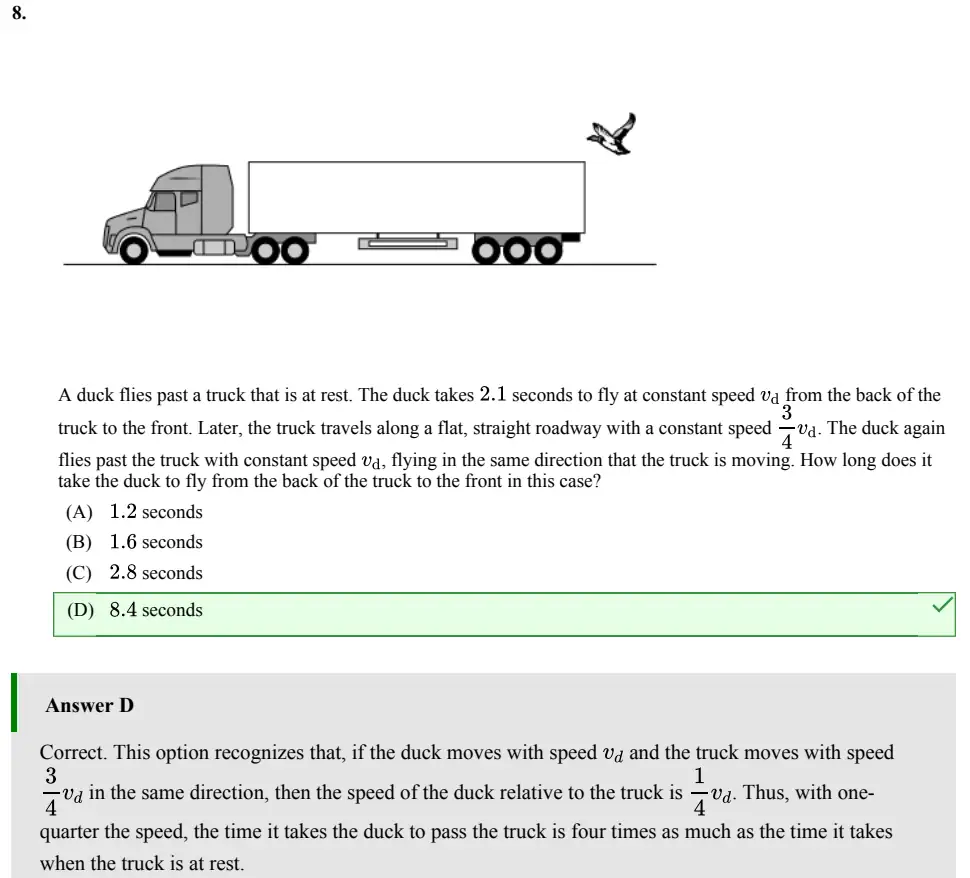 8.
A duck flies past a truck that is at rest. The duck takes 2.1 seconds to fly at constant speed v_d from the back of the
truck to the front. Later, the truck travels along a flat, straight roadway with a constant speed 3/4 v_d. The duck again
flies past the truck with constant speed v_d, flying in the same direction that the truck is moving. How long does it
take the duck to fly from the back of the truck to the front in this case?
(A) 1.2 seconds
(B) 1.6 seconds
(C) 2.8 seconds
(D) 8.4 seconds
Answer D
Correct. This option recognizes that, if the duck moves with speed v_d and the truck moves with speed
3/4 v_d in the same direction, then the speed of the duck relative to the truck is 1/4 v_d. Thus, with one-
quarter the speed, the time it takes the duck to pass the truck is four times as much as the time it takes
when the truck is at rest.